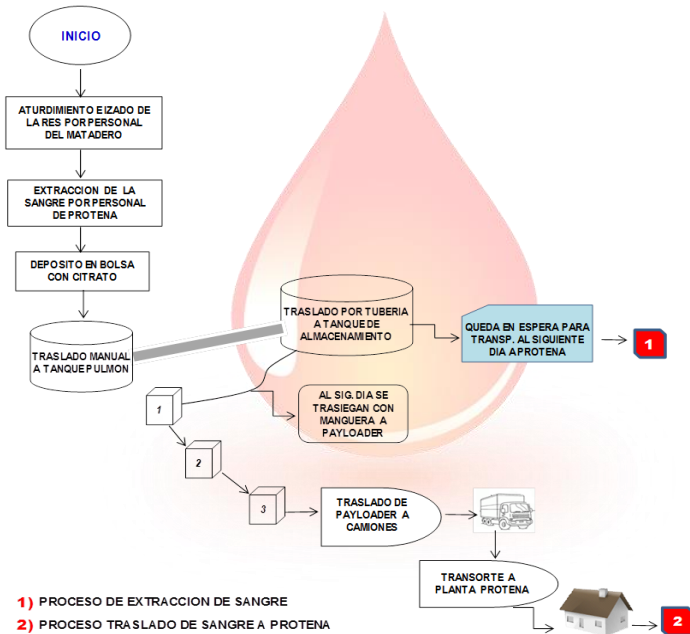 INICIO
ATURDIMIENTO E IZADO DE
LA RES POR PERSONAL
DEL MATADERO
EXTRACCION DE LA
SANGRE POR PERSONAL
DE PROTENA
DEPOSITO EN BOLSA
CON CITRATO
TRASLADO MANUAL
A TANQUE PULMON
TRASLADO POR TUBERIA
A TANQUE DE
ALMACENAMIENTO
QUEDA EN ESPERA PARA
TRANSP. AL SIGUIENTE
DIA A PROTENA
1
AL SIG. DIA SE
TRASIEGAN CON
MANGUERA A
PAYLOADER
1
2
3
TRASLADO DE
PAYLOADER A
CAMIONES
TRANSORTE A
PLANTA PROTENA
2
1) PROCESO DE EXTRACCION DE SANGRE
2) PROCESO TRASLADO DE SANGRE A PROTENA